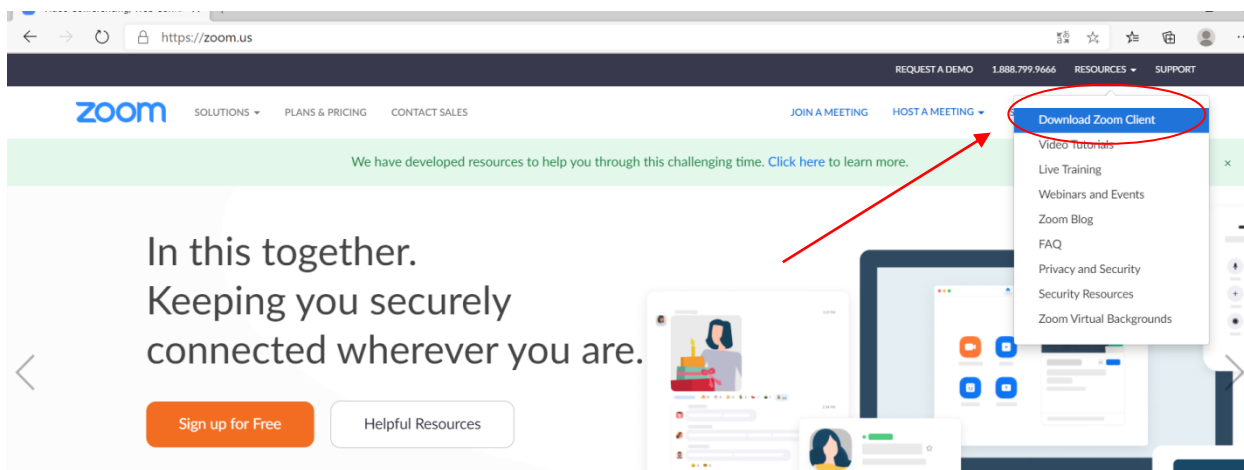 https://zoom.us
REQUEST A DEMO 1.888.799.9666 RESOURCES SUPPORT
zoom SOLUTIONS PLANS & PRICING CONTACT SALES JOIN A MEETING HOST A MEETING
We have developed resources to help you through this challenging time. Click here to learn more.
Download Zoom Client
Video Tutorials
Live Training
Webinars and Events
Zoom Blog
FAQ
Privacy and Security
Security Resources
Zoom Virtual Backgrounds
In this together.
Keeping you securely
connected wherever you are.
Sign up for Free Helpful Resources